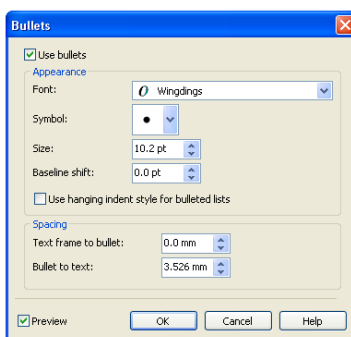 Bullets
Use bullets
Appearance
Font: Wingdings
Symbol:
Size: 10.2 pt
Baseline shift: 0.0 pt
Use hanging indent style for bulleted lists
Spacing
Text frame to bullet: 0.0 mm
Bullet to text: 3.526 mm
Preview OK Cancel Help